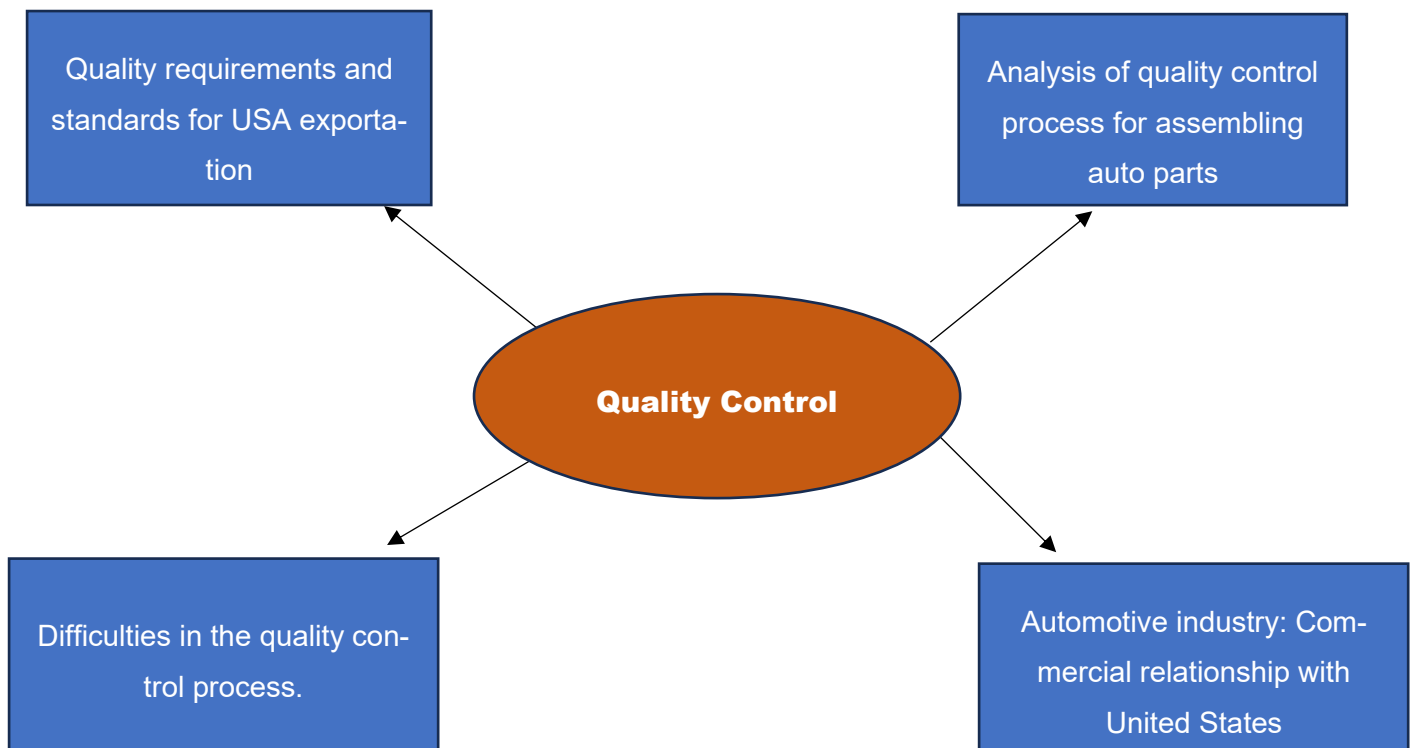 Quality requirements and
standards for USA exporta-
tion
Analysis of quality control
process for assembling
auto parts
Quality Control
Difficulties in the quality con-
trol process.
Automotive industry: Com-
mercial relationship with
United States